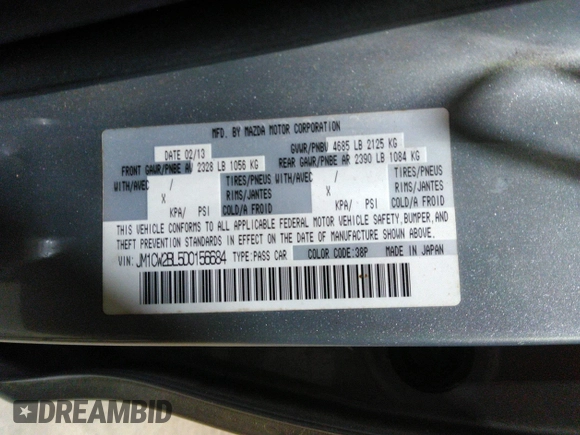 MFD. BY MAZDA MOTOR CORPORATION
DATE 02/13 GVWR/PNBV 4685 LB 2125 KG
FRONT GAWR/PNBE AV 2328 LB 1056 KG REAR GAWR/PNBE AR 2390 LB 1084 KG
WITH/AVEC / TIRES/PNEUS WITH/AVEC / TIRES/PNEUS
X RIMS/JANTES X RIMS/JANTES
KPA/ PSI COLD/A FROID KPA/ PSI COLD/A FROID
THIS VEHICLE CONFORMS TO ALL APPLICABLE FEDERAL MOTOR VEHICLE SAFETY, BUMPER, AND
THEFT PREVENTION STANDARDS IN EFFECT ON THE DATE OF MANUFACTURE SHOWN ABOVE.
VIN: JM1CW2BL5D0156684 TYPE: PASS CAR COLOR CODE: 38P MADE IN JAPAN
DREAMBID